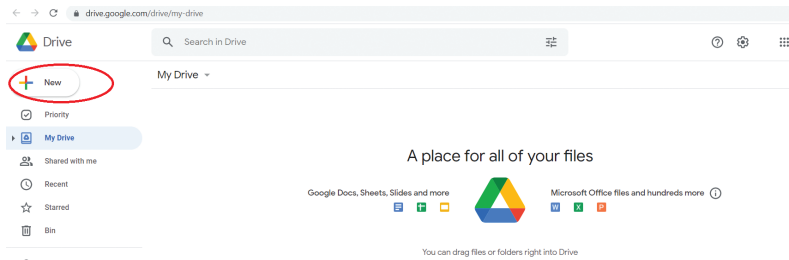 drive.google.com/drive/my-drive
Drive
Search in Drive
New
My Drive
Priority
My Drive
Shared with me
Recent
Starred
Bin
A place for all of your files
Google Docs, Sheets, Slides and more
Microsoft Office files and hundreds more
W X P
You can drag files or folders right into Drive